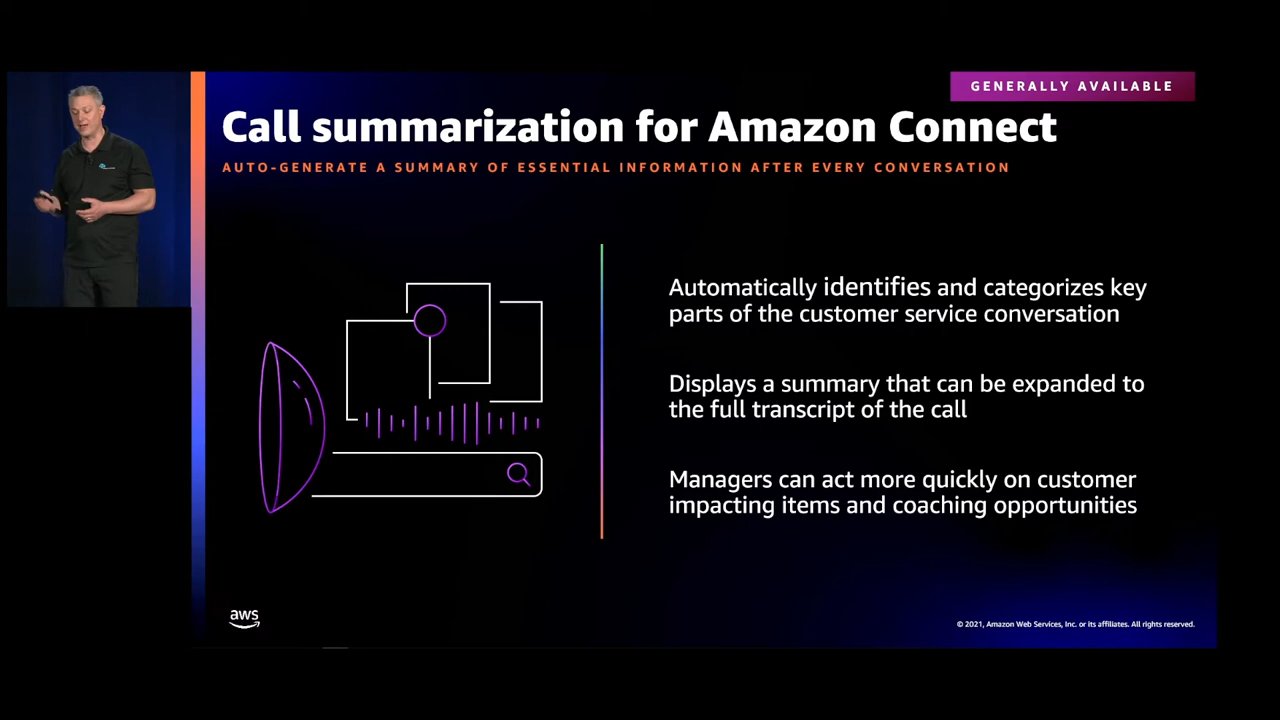 GENERALLY AVAILABLE
Call summarization for Amazon Connect
AUTO-GENERATE A SUMMARY OF ESSENTIAL INFORMATION AFTER EVERY CONVERSATION
Automatically identifies and categorizes key
parts of the customer service conversation
Displays a summary that can be expanded to
the full transcript of the call
Managers can act more quickly on customer
impacting items and coaching opportunities
aws
© 2021, Amazon Web Services, Inc. or its affiliates. All rights reserved.